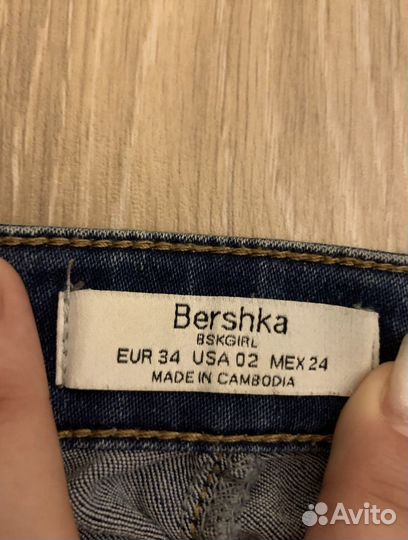 Bershka
BSKGIRL
EUR 34 USA 02 MEX 24
MADE IN CAMBODIA
Avito